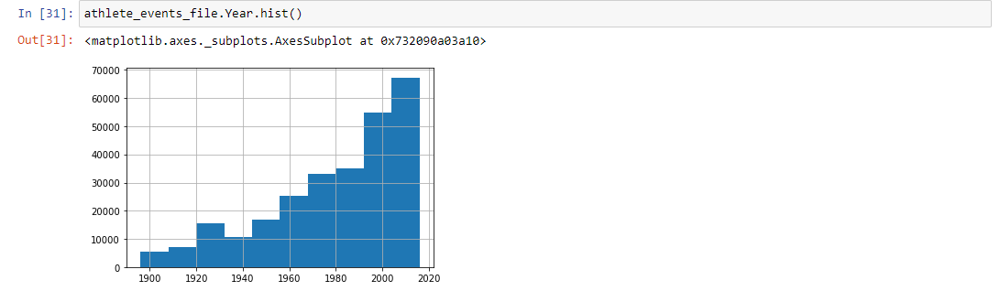 In [31]: athlete_events_file.Year.hist()
Out[31]: <matplotlib.axes._subplots.AxesSubplot at 0x732090a03a10>
70000
60000
50000
40000
30000
20000
10000
0
1900 1920 1940 1960 1980 2000 2020